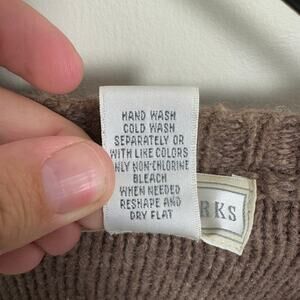 HAND WASH
COLD WASH
SEPARATELY OR
WITH LIKE COLORS
NLY NON-CHLORINE
BLEACH
WHEN NEEDED
RESHAPE AND
DRY FLAT
RKS